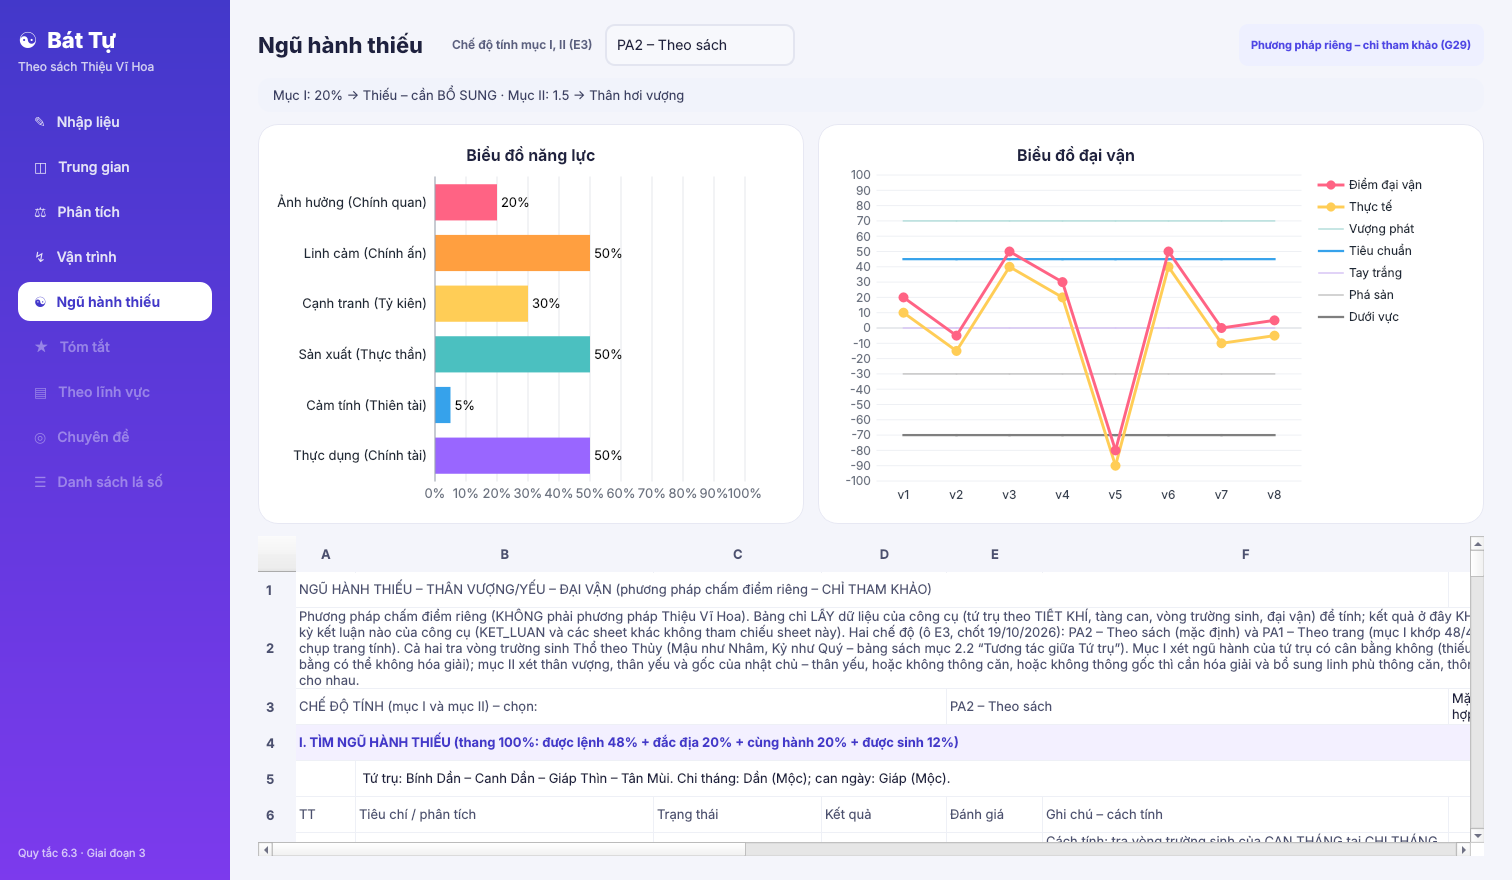 Bát Tự
Theo sách Thiệu Vĩ Hoa
Nhập liệu
Trung gian
Phân tích
Vận trình
Ngũ hành thiếu
Tóm tắt
Theo lĩnh vực
Chuyên đề
Danh sách lá số
Quy tắc 6.3 · Giai đoạn 3
Ngũ hành thiếu
Chế độ tính mục I, II (E3)
PA2 – Theo sách
Phương pháp riêng – chỉ tham khảo (G29)
Mục I: 20% → Thiếu – cần BỔ SUNG · Mục II: 1.5 → Thân hơi vượng
Biểu đồ năng lực
Ảnh hưởng (Chính quan)
20%
Linh cảm (Chính ấn)
50%
Cạnh tranh (Tỷ kiên)
30%
Sản xuất (Thực thần)
50%
Cảm tính (Thiên tài)
5%
Thực dụng (Chính tài)
50%
0% 10% 20% 30% 40% 50% 60% 70% 80% 90% 100%
Biểu đồ đại vận
100
90
80
70
60
50
40
30
20
10
0
-10
-20
-30
-40
-50
-60
-70
-80
-90
-100
v1 v2 v3 v4 v5 v6 v7 v8
Điểm đại vận
Thực tế
Vượng phát
Tiêu chuẩn
Tay trắng
Phá sản
Dưới vực
A B C D E F
1 NGŨ HÀNH THIẾU – THÂN VƯỢNG/YẾU – ĐẠI VẬN (phương pháp chấm điểm riêng – CHỈ THAM KHẢO)
2
Phương pháp chấm điểm riêng (KHÔNG phải phương pháp Thiệu Vĩ Hoa). Bảng chỉ LẤY dữ liệu của công cụ (tứ trụ theo TIẾT KHÍ, tàng can, vòng trường sinh, đại vận) để tính; kết quả ở đây KH
kỳ kết luận nào của công cụ (KET_LUAN và các sheet khác không tham chiếu sheet này). Hai chế độ (ô E3, chốt 19/10/2026): PA2 – Theo sách (mặc định) và PA1 – Theo trang (mục I khớp 48/4
chụp trang tính). Cả hai tra vòng trường sinh Thổ theo Thủy (Mậu như Nhâm, Kỷ như Quý – bảng sách mục 2.2 “Tương tác giữa Tứ trụ”). Mục I xét ngũ hành của tứ trụ có cân bằng không (thiếu
bằng có thể không hóa giải); mục II xét thân vượng, thân yếu và gốc của nhật chủ – thân yếu, hoặc không thông căn, hoặc không thông gốc thì cần hóa giải và bổ sung linh phù thông căn, thôn
cho nhau.
3 CHẾ ĐỘ TÍNH (mục I và mục II) – chọn: PA2 – Theo sách
Mặ
hợp
4 I. TÌM NGŨ HÀNH THIẾU (thang 100%: được lệnh 48% + đắc địa 20% + cùng hành 20% + được sinh 12%)
5 Tứ trụ: Bính Dần – Canh Dần – Giáp Thìn – Tân Mùi. Chi tháng: Dần (Mộc); can ngày: Giáp (Mộc).
6 TT Tiêu chí / phân tích Trạng thái Kết quả Đánh giá Ghi chú – cách tính
Cách tính: tra vòng trường sinh của CAN THÁNG tại CHI THÁNG